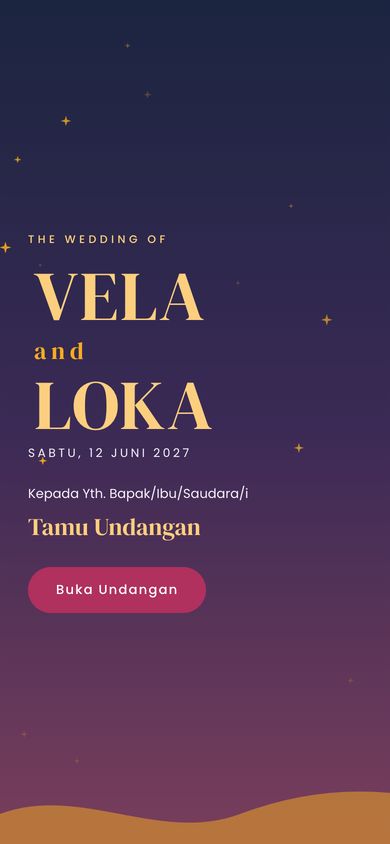 THE WEDDING OF
VELA
and
LOKA
SABTU, 12 JUNI 2027
Kepada Yth. Bapak/Ibu/Saudara/i
Tamu Undangan
Buka Undangan